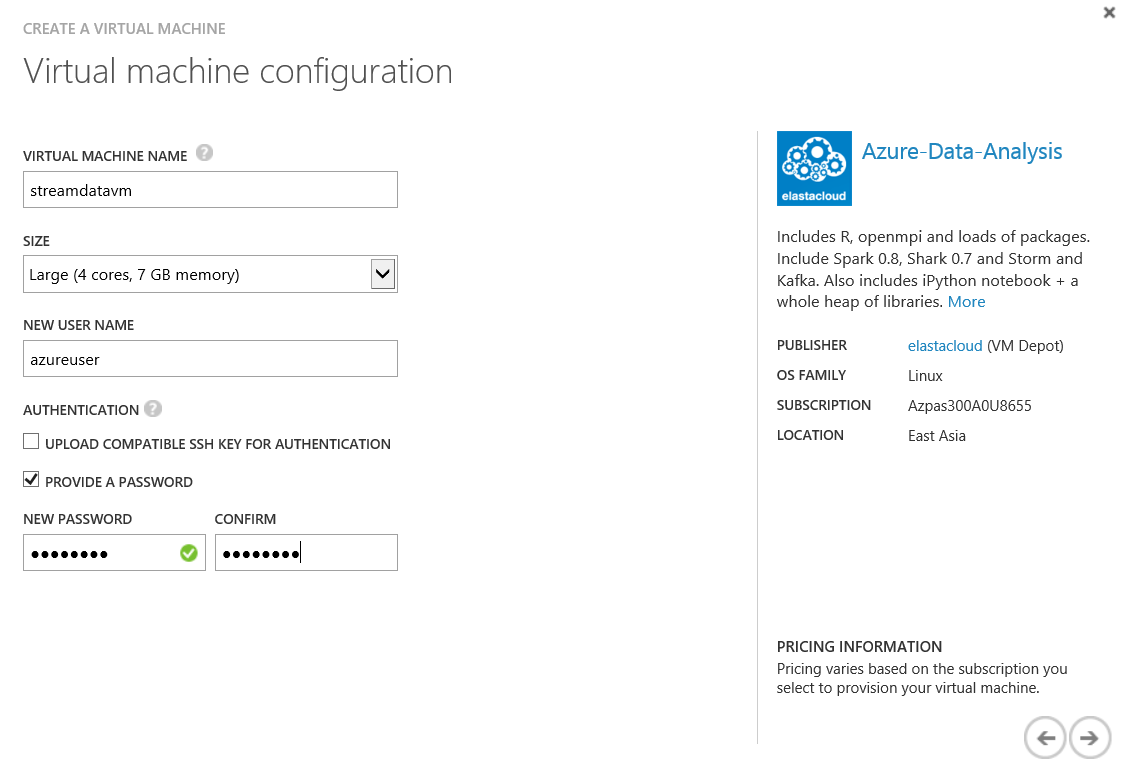 CREATE A VIRTUAL MACHINE
Virtual machine configuration
VIRTUAL MACHINE NAME ?
streamdatavm
SIZE
Large (4 cores, 7 GB memory)
NEW USER NAME
azureuser
AUTHENTICATION ?
UPLOAD COMPATIBLE SSH KEY FOR AUTHENTICATION
PROVIDE A PASSWORD
NEW PASSWORD
CONFIRM
●●●●●●●●
●●●●●●●●
elastacloud
Azure-Data-Analysis
Includes R, openmpi and loads of packages.
Include Spark 0.8, Shark 0.7 and Storm and
Kafka. Also includes iPython notebook + a
whole heap of libraries. More
PUBLISHER elastacloud (VM Depot)
OS FAMILY Linux
SUBSCRIPTION Azpas300A0U8655
LOCATION East Asia
PRICING INFORMATION
Pricing varies based on the subscription you
select to provision your virtual machine.